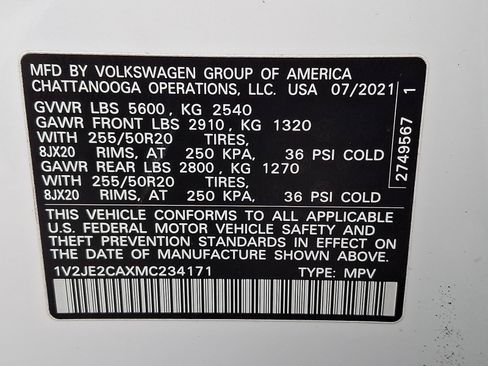 MFD BY VOLKSWAGEN GROUP OF AMERICA
CHATTANOOGA OPERATIONS, LLC. USA 07/2021
GVWR LBS 5600, KG 2540
GAWR FRONT LBS 2910, KG 1320
WITH 255/50R20 TIRES,
8JX20 RIMS, AT 250 KPA, 36 PSI COLD
GAWR REAR LBS 2800, KG 1270
WITH 255/50R20 TIRES,
8JX20 RIMS, AT 250 KPA, 36 PSI COLD
THIS VEHICLE CONFORMS TO ALL APPLICABLE
U.S. FEDERAL MOTOR VEHICLE SAFETY AND
THEFT PREVENTION STANDARDS IN EFFECT ON
THE DATE OF MANUFACTURE SHOWN ABOVE.
1V2JE2CAXMC234171 TYPE: MPV
2749567 1